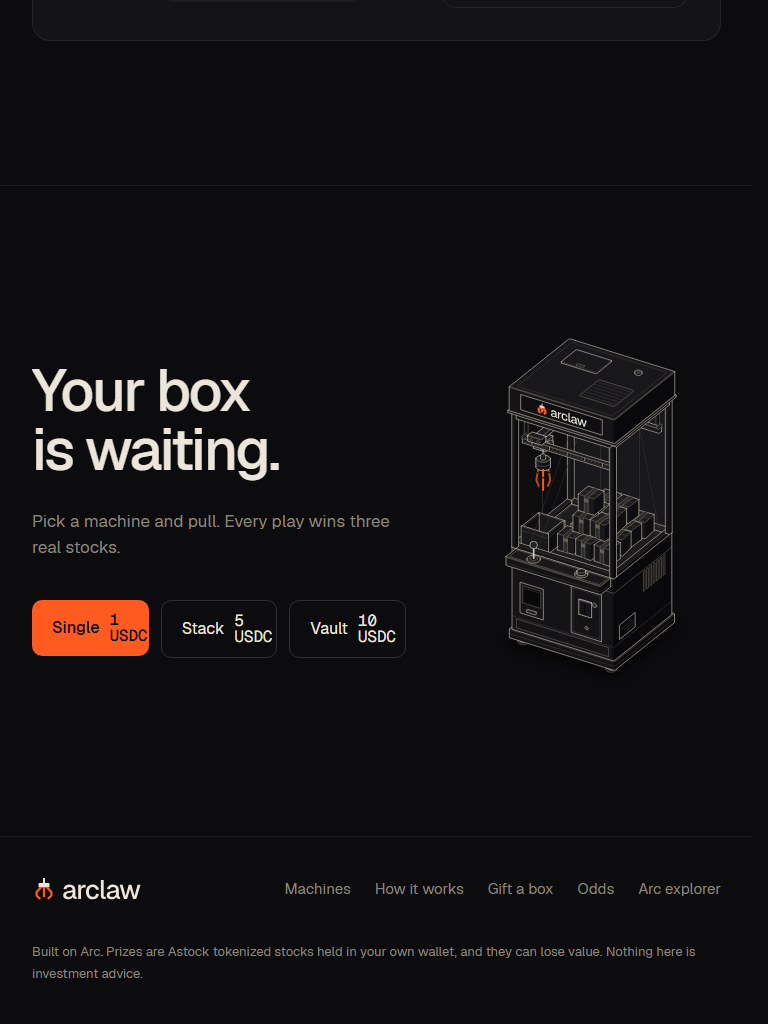 arclaw
Your box
is waiting.
Pick a machine and pull. Every play wins three
real stocks.
Single 1 USDC
Stack 5 USDC
Vault 10 USDC
arclaw
Machines How it works Gift a box Odds Arc explorer
Built on Arc. Prizes are Astock tokenized stocks held in your own wallet, and they can lose value. Nothing here is
investment advice.